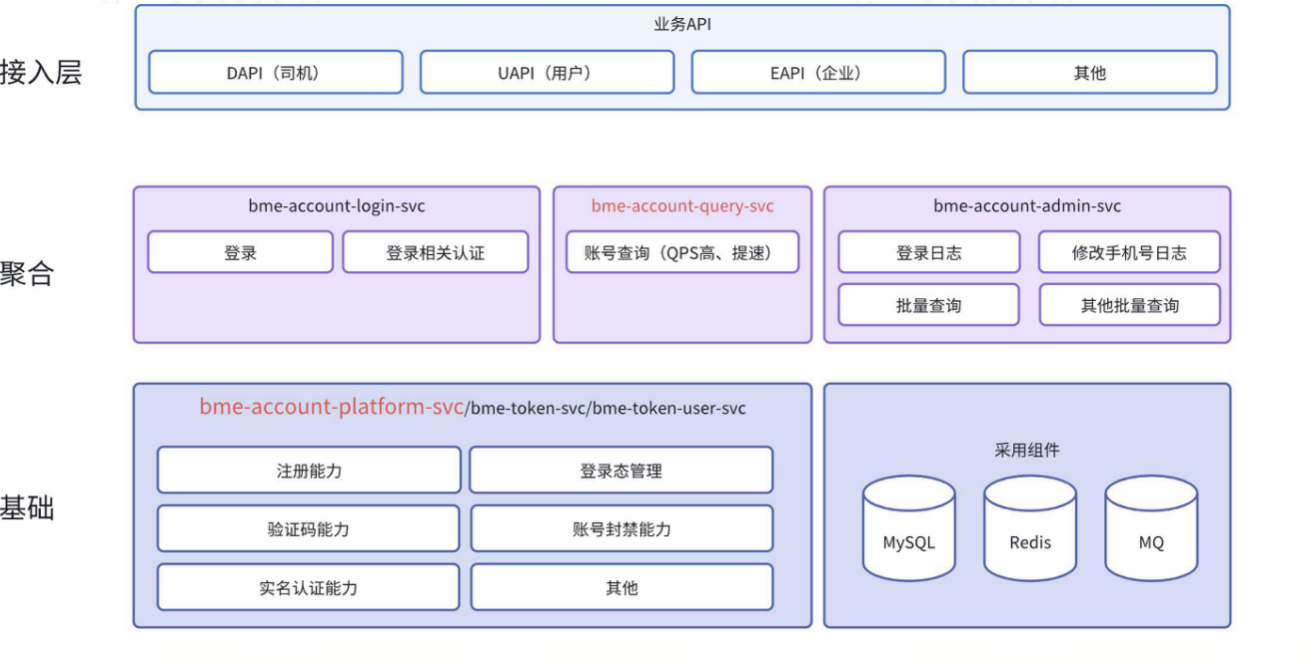 业务API
接入层
DAPI（司机）
UAPI（用户）
EAPI（企业）
其他
聚合
bme-account-login-svc
登录
登录相关认证
bme-account-query-svc
账号查询（QPS高、提速）
bme-account-admin-svc
登录日志
修改手机号日志
批量查询
其他批量查询
基础
bme-account-platform-svc/bme-token-svc/bme-token-user-svc
注册能力
登录态管理
验证码能力
账号封禁能力
实名认证能力
其他
采用组件
MySQL
Redis
MQ